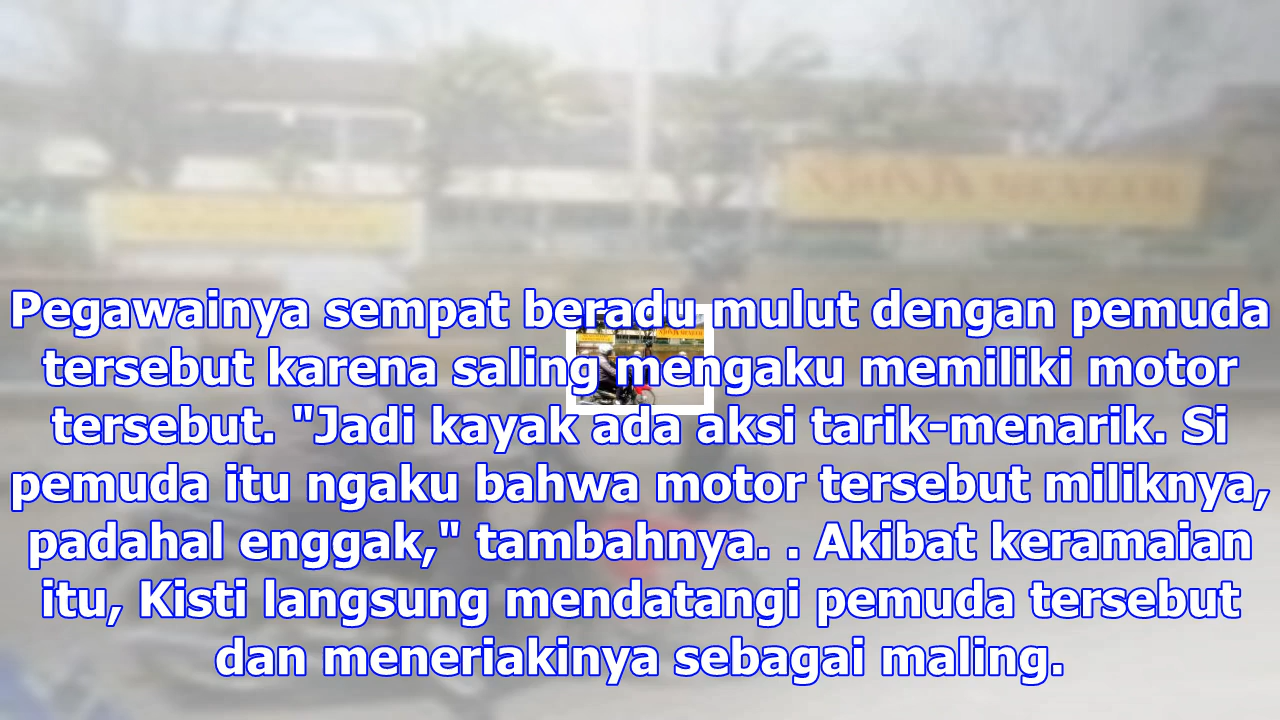 Pegawainya sempat beradu mulut dengan pemuda
tersebut karena saling mengaku memiliki motor
tersebut. "Jadi kayak ada aksi tarik-menarik. Si
pemuda itu ngaku bahwa motor tersebut miliknya,
padahal enggak," tambahnya. . Akibat keramaian
itu, Kisti langsung mendatangi pemuda tersebut
dan meneriakinya sebagai maling.